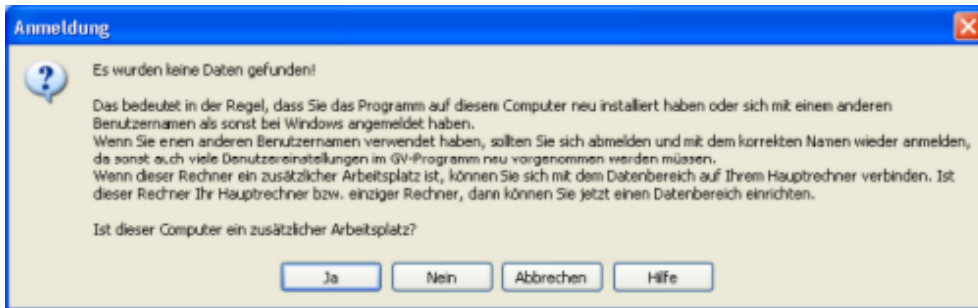 Anmeldung
Es wurden keine Daten gefunden!
Das bedeutet in der Regel, dass Sie das Programm auf diesem Computer neu installiert haben oder sich mit einem anderen
Benutzernamen als sonst bei Windows angemeldet haben.
Wenn Sie enen anderen Benutzernamen verwendet haben, sollten Sie sich abmelden und mit dem korrekten Namen wieder anmelden,
da sonst auch viele Benutzereinstellungen im GV-Programm neu vorgenommen werden müssen.
Wenn dieser Rechner ein zusätzlicher Arbeitsplatz ist, können Sie sich mit dem Datenbereich auf Ihrem Hauptrechner verbinden. Ist
dieser Rechner Ihr Hauptrechner bzw. einziger Rechner, dann können Sie jetzt einen Datenbereich einrichten.
Ist dieser Computer ein zusätzlicher Arbeitsplatz?
Ja Nein Abbrechen Hilfe